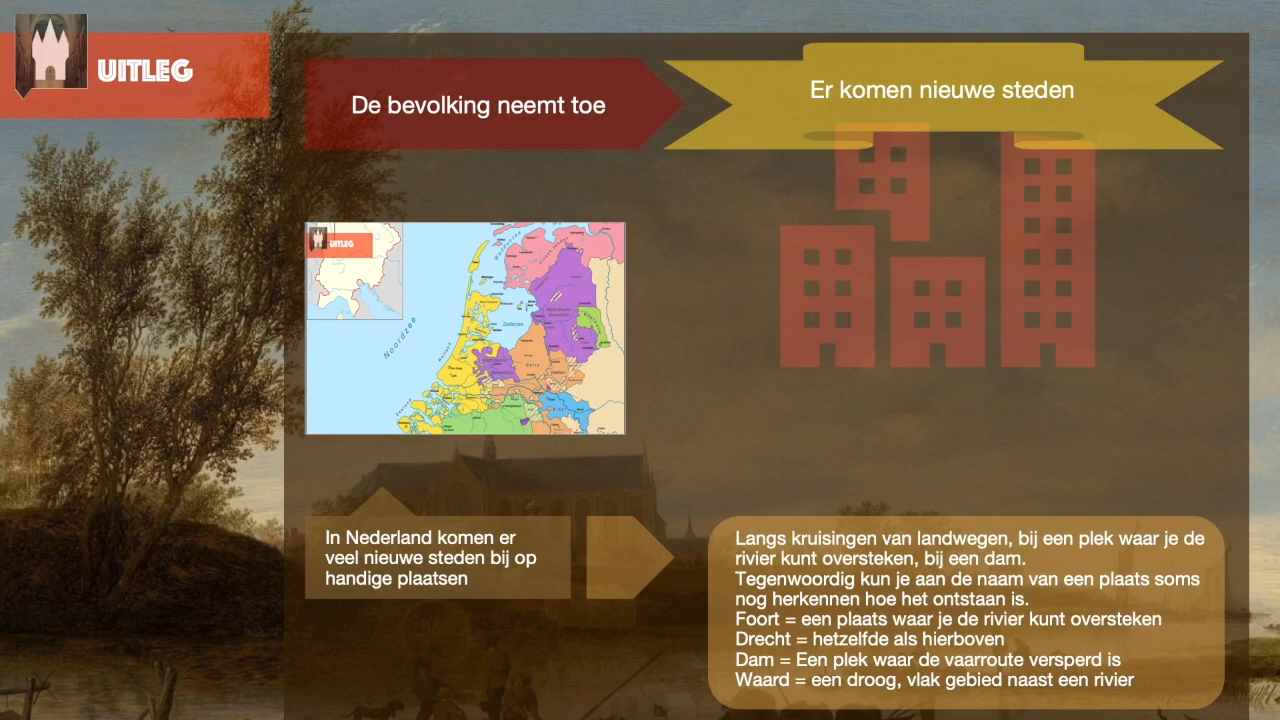 UITLEG
De bevolking neemt toe
Er komen nieuwe steden
UITLEG
Noordzee
Zuiderzee
In Nederland komen er
veel nieuwe steden bij op
handige plaatsen
Langs kruisingen van landwegen, bij een plek waar je de
rivier kunt oversteken, bij een dam.
Tegenwoordig kun je aan de naam van een plaats soms
nog herkennen hoe het ontstaan is.
Foort = een plaats waar je de rivier kunt oversteken
Drecht = hetzelfde als hierboven
Dam = Een plek waar de vaarroute versperd is
Waard = een droog, vlak gebied naast een rivier